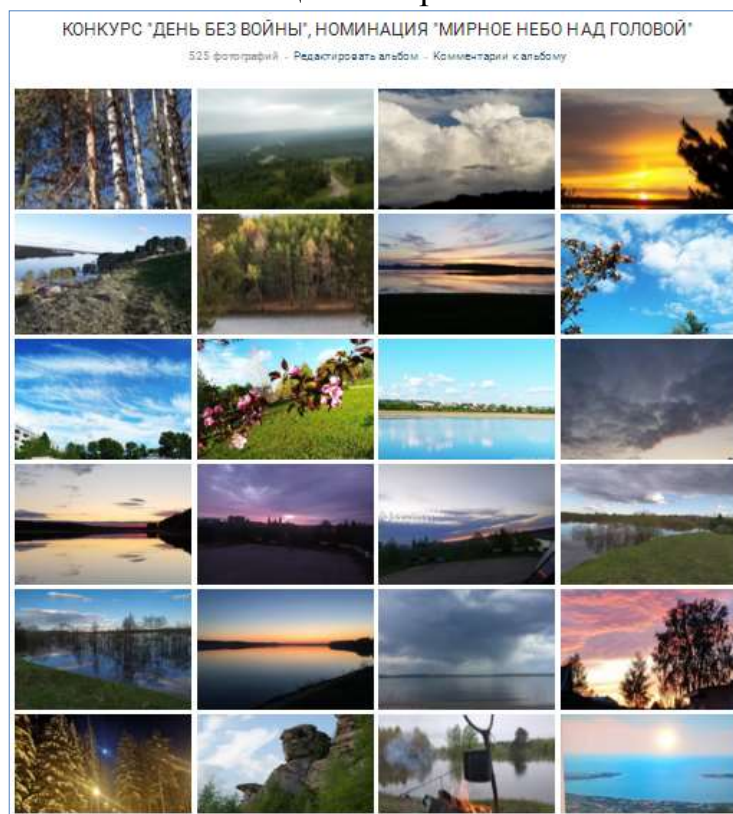 КОНКУРС "ДЕНЬ БЕЗ ВОЙНЫ", НОМИНАЦИЯ "МИРНОЕ НЕБО НАД ГОЛОВОЙ"
525 фотографий - Редактировать альбом - Комментарии к альбому